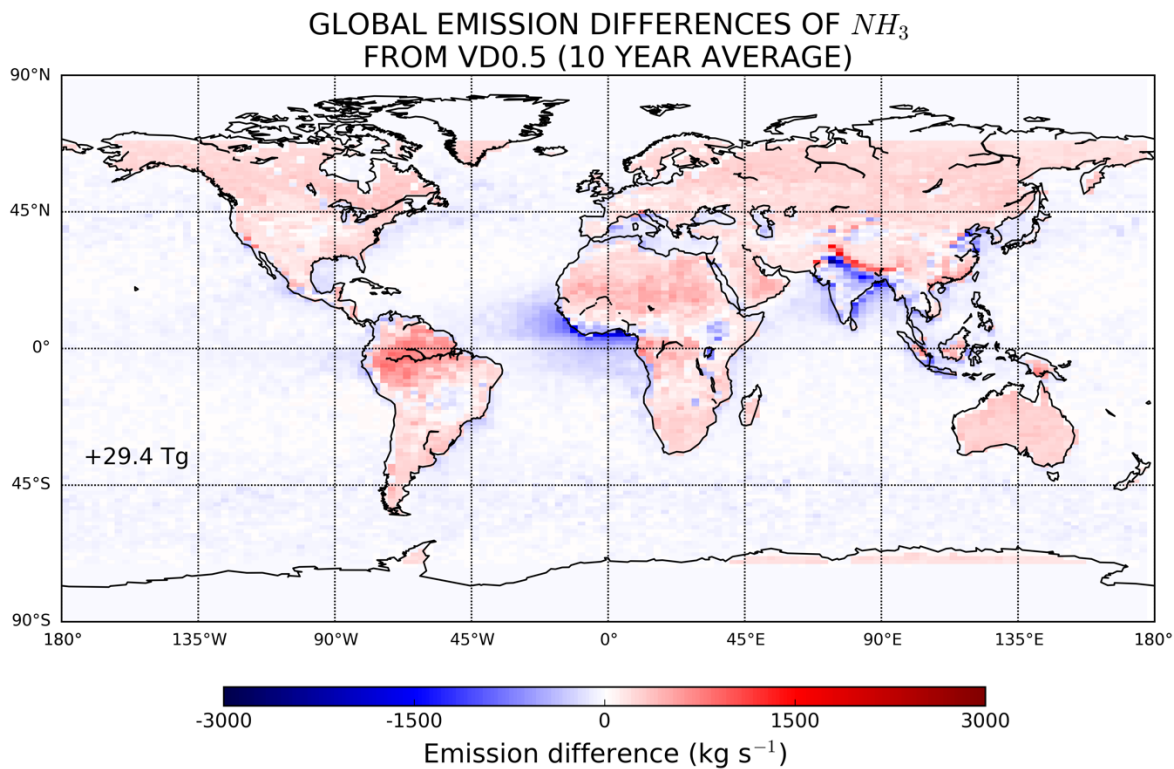 GLOBAL EMISSION DIFFERENCES OF NH₃
FROM VD0.5 (10 YEAR AVERAGE)
90°N
45°N
0°
+29.4 Tg
45°S
90°S
180° 135°W 90°W 45°W 0° 45°E 90°E 135°E 180°
-3000 -1500 0 1500 3000
Emission difference (kg s⁻¹)